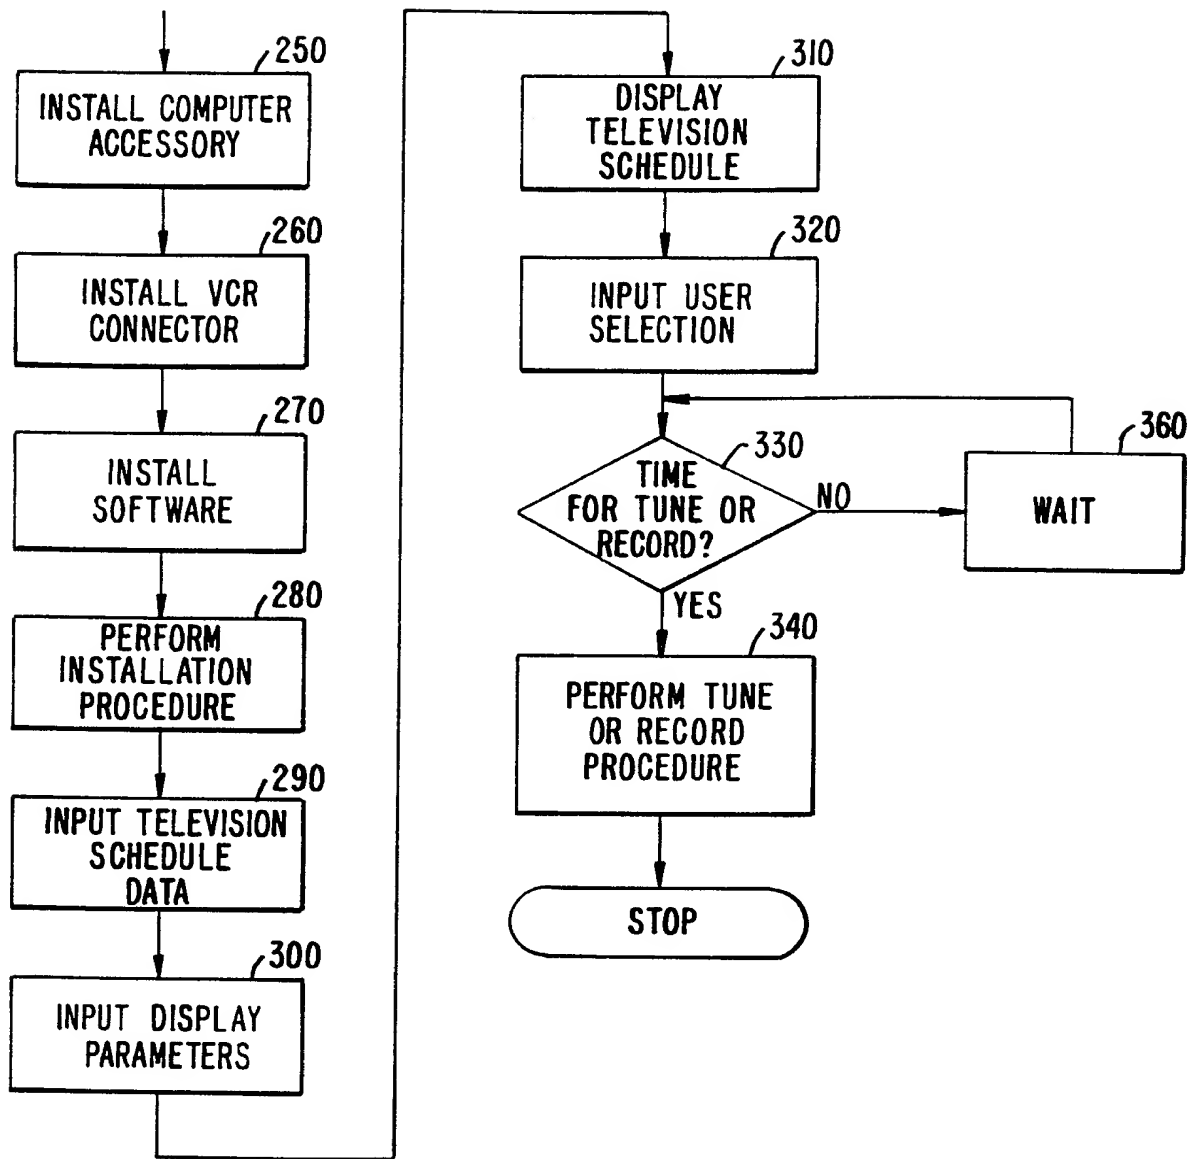 250
INSTALL COMPUTER
ACCESSORY
260
INSTALL VCR
CONNECTOR
270
INSTALL
SOFTWARE
280
PERFORM
INSTALLATION
PROCEDURE
290
INPUT TELEVISION
SCHEDULE
DATA
300
INPUT DISPLAY
PARAMETERS
310
DISPLAY
TELEVISION
SCHEDULE
320
INPUT USER
SELECTION
330
TIME
FOR TUNE OR
RECORD?
NO
360
WAIT
YES
340
PERFORM TUNE
OR RECORD
PROCEDURE
STOP